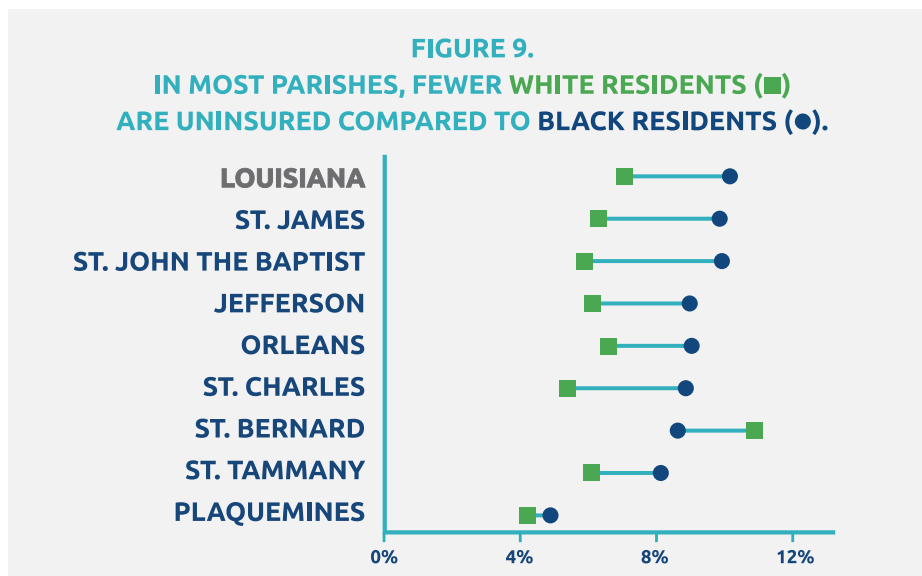 FIGURE 9.
IN MOST PARISHES, FEWER WHITE RESIDENTS (■)
ARE UNINSURED COMPARED TO BLACK RESIDENTS (●).
LOUISIANA
ST. JAMES
ST. JOHN THE BAPTIST
JEFFERSON
ORLEANS
ST. CHARLES
ST. BERNARD
ST. TAMMANY
PLAQUEMINES
0% 4% 8% 12%